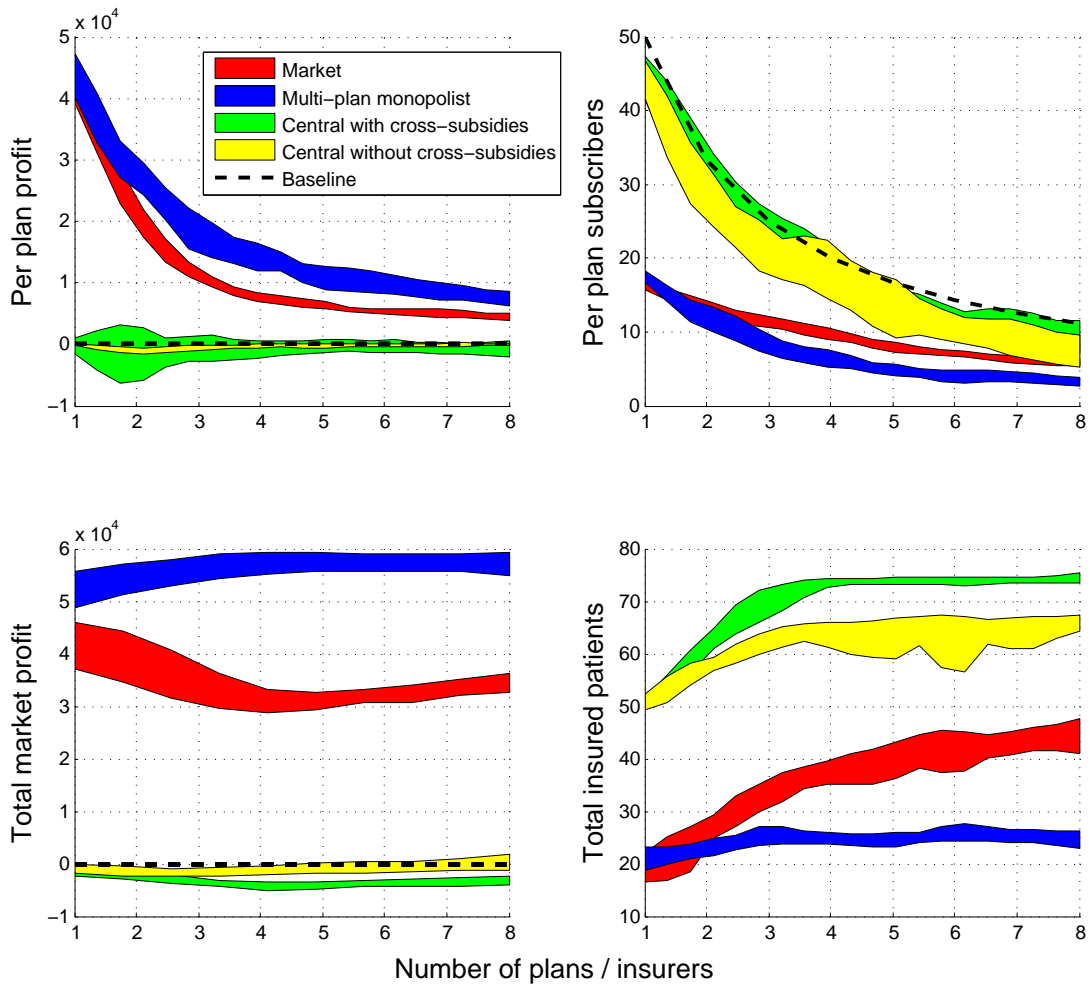 x 10^4
5
4
3
2
1
0
−1
Per plan profit
1 2 3 4 5 6 7 8
Market
Multi−plan monopolist
Central with cross−subsidies
Central without cross−subsidies
Baseline
50
40
30
20
10
0
Per plan subscribers
1 2 3 4 5 6 7 8
x 10^4
6
5
4
3
2
1
0
−1
Total market profit
1 2 3 4 5 6 7 8
80
70
60
50
40
30
20
10
Total insured patients
1 2 3 4 5 6 7 8
Number of plans / insurers